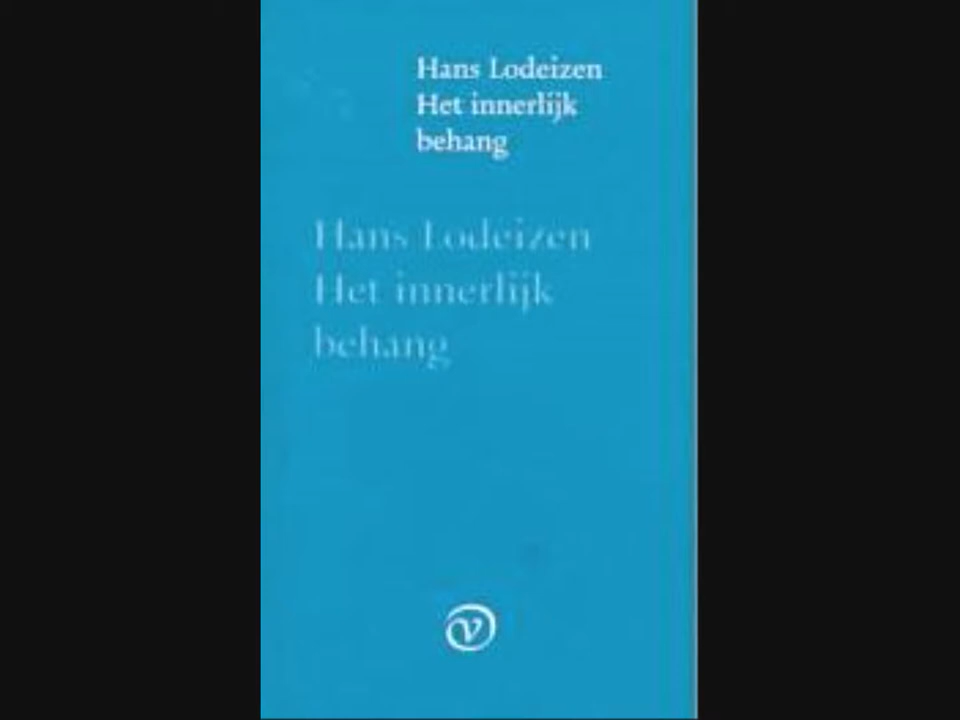 Hans Lodeizen
Het innerlijk
behang
Hans Lodeizen
Het innerlijk
behang
v